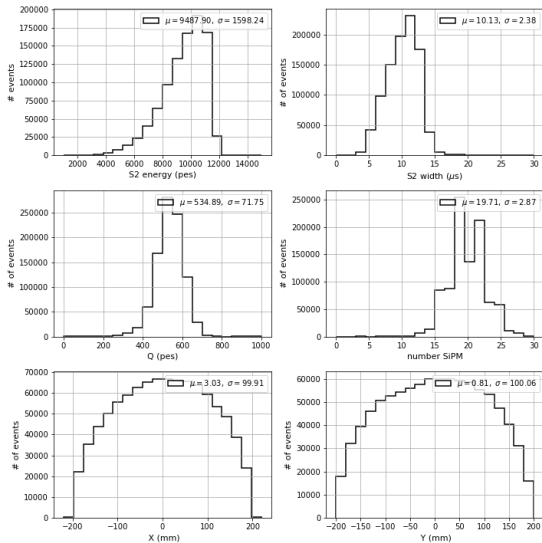 200000
175000
150000
125000
100000
75000
50000
25000
0
# of events
μ = 9487.90, σ = 1598.24
2000 4000 6000 8000 10000 12000 14000
S2 energy (pes)
200000
150000
100000
50000
0
# of events
μ = 10.13, σ = 2.38
0 5 10 15 20 25 30
S2 width (μs)
250000
200000
150000
100000
50000
0
# of events
μ = 534.89, σ = 71.75
0 200 400 600 800 1000
Q (pes)
250000
200000
150000
100000
50000
0
# of events
μ = 19.71, σ = 2.87
0 5 10 15 20 25 30
number SiPM
70000
60000
50000
40000
30000
20000
10000
0
# of events
μ = 3.03, σ = 99.91
−200 −100 0 100 200
X (mm)
60000
50000
40000
30000
20000
10000
0
# of events
μ = 0.81, σ = 100.06
−200 −150 −100 −50 0 50 100 150 200
Y (mm)